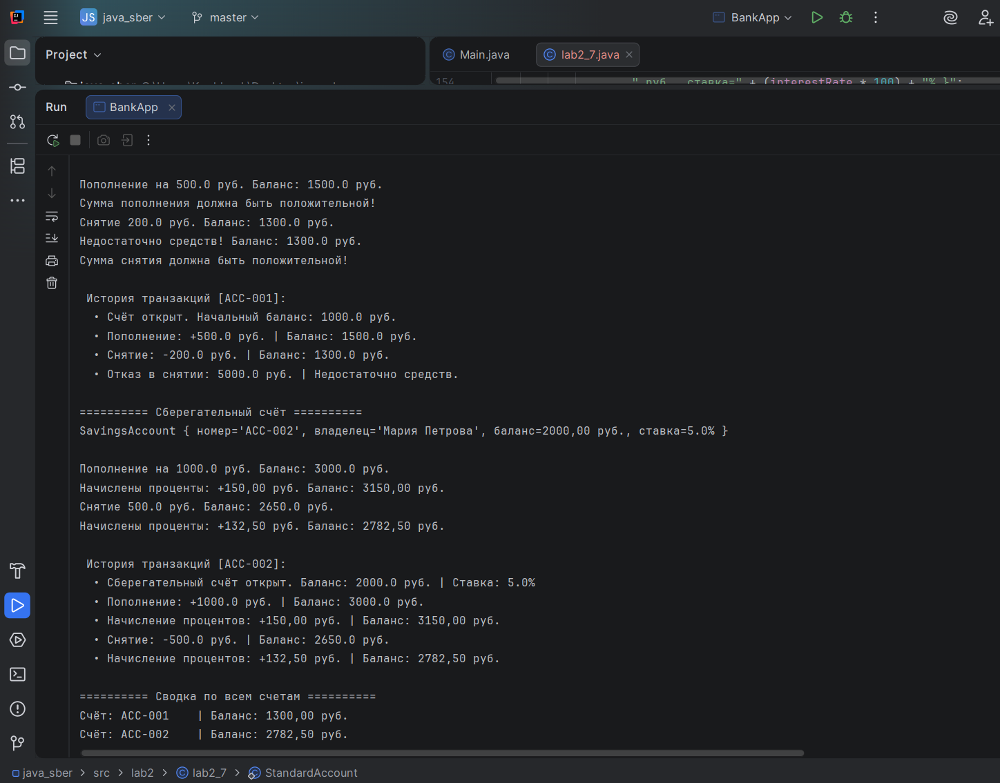 JS java_sber master BankApp
Project Main.java lab2_7.java
154 " руб., ставка=" + (interestRate * 100) + "% }";
Run BankApp
Пополнение на 500.0 руб. Баланс: 1500.0 руб.
Сумма пополнения должна быть положительной!
Снятие 200.0 руб. Баланс: 1300.0 руб.
Недостаточно средств! Баланс: 1300.0 руб.
Сумма снятия должна быть положительной!
История транзакций [ACC-001]:
• Счёт открыт. Начальный баланс: 1000.0 руб.
• Пополнение: +500.0 руб. | Баланс: 1500.0 руб.
• Снятие: -200.0 руб. | Баланс: 1300.0 руб.
• Отказ в снятии: 5000.0 руб. | Недостаточно средств.
========== Сберегательный счёт ==========
SavingsAccount { номер='ACC-002', владелец='Мария Петрова', баланс=2000,00 руб., ставка=5.0% }
Пополнение на 1000.0 руб. Баланс: 3000.0 руб.
Начислены проценты: +150,00 руб. Баланс: 3150,00 руб.
Снятие 500.0 руб. Баланс: 2650.0 руб.
Начислены проценты: +132,50 руб. Баланс: 2782,50 руб.
История транзакций [ACC-002]:
• Сберегательный счёт открыт. Баланс: 2000.0 руб. | Ставка: 5.0%
• Пополнение: +1000.0 руб. | Баланс: 3000.0 руб.
• Начисление процентов: +150,00 руб. | Баланс: 3150,00 руб.
• Снятие: -500.0 руб. | Баланс: 2650.0 руб.
• Начисление процентов: +132,50 руб. | Баланс: 2782,50 руб.
========== Сводка по всем счетам ==========
Счёт: ACC-001 | Баланс: 1300,00 руб.
Счёт: ACC-002 | Баланс: 2782,50 руб.
java_sber > src > lab2 > lab2_7 > StandardAccount